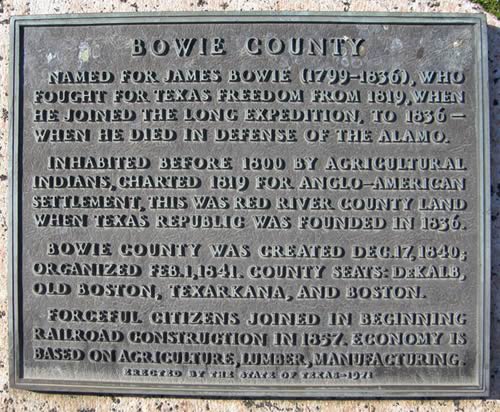 BOWIE COUNTY
NAMED FOR JAMES BOWIE (1799-1836), WHO
FOUGHT FOR TEXAS FREEDOM FROM 1819, WHEN
HE JOINED THE LONG EXPEDITION, TO 1836—
WHEN HE DIED IN DEFENSE OF THE ALAMO.
INHABITED BEFORE 1800 BY AGRICULTURAL
INDIANS, CHARTED 1819 FOR ANGLO-AMERICAN
SETTLEMENT, THIS WAS RED RIVER COUNTY LAND
WHEN TEXAS REPUBLIC WAS FOUNDED IN 1836.
BOWIE COUNTY WAS CREATED DEC. 17, 1840;
ORGANIZED FEB. 1, 1841. COUNTY SEATS: DEKALB,
OLD BOSTON, TEXARKANA, AND BOSTON.
FORCEFUL CITIZENS JOINED IN BEGINNING
RAILROAD CONSTRUCTION IN 1857. ECONOMY IS
BASED ON AGRICULTURE, LUMBER, MANUFACTURING.
ERECTED BY THE STATE OF TEXAS-1971